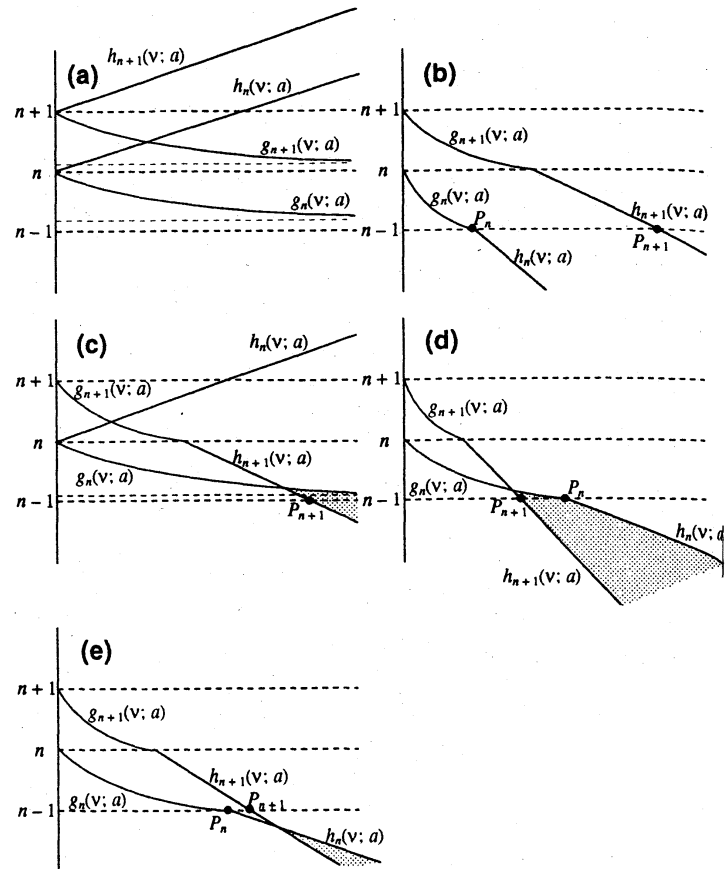 (a)
h_{n+1}(ν; a)
h_n(ν; a)
n + 1
g_{n+1}(ν; a)
n
g_n(ν; a)
n − 1
(b)
n + 1
g_{n+1}(ν; a)
n
g_n(ν; a)
P_n
h_{n+1}(ν; a)
n − 1
P_{n+1}
h_n(ν; a)
(c)
h_n(ν; a)
n + 1
g_{n+1}(ν; a)
n
h_{n+1}(ν; a)
g_n(ν; a)
n − 1
P_{n+1}
(d)
n + 1
g_{n+1}(ν; a)
n
g_n(ν; a)
P_n
n − 1
P_{n+1}
h_n(ν; a
h_{n+1}(ν; a)
(e)
n + 1
g_{n+1}(ν; a)
n
h_{n+1}(ν; a)
g_n(ν; a)
P_{n+1}
n − 1
P_n
h_n(ν; a)